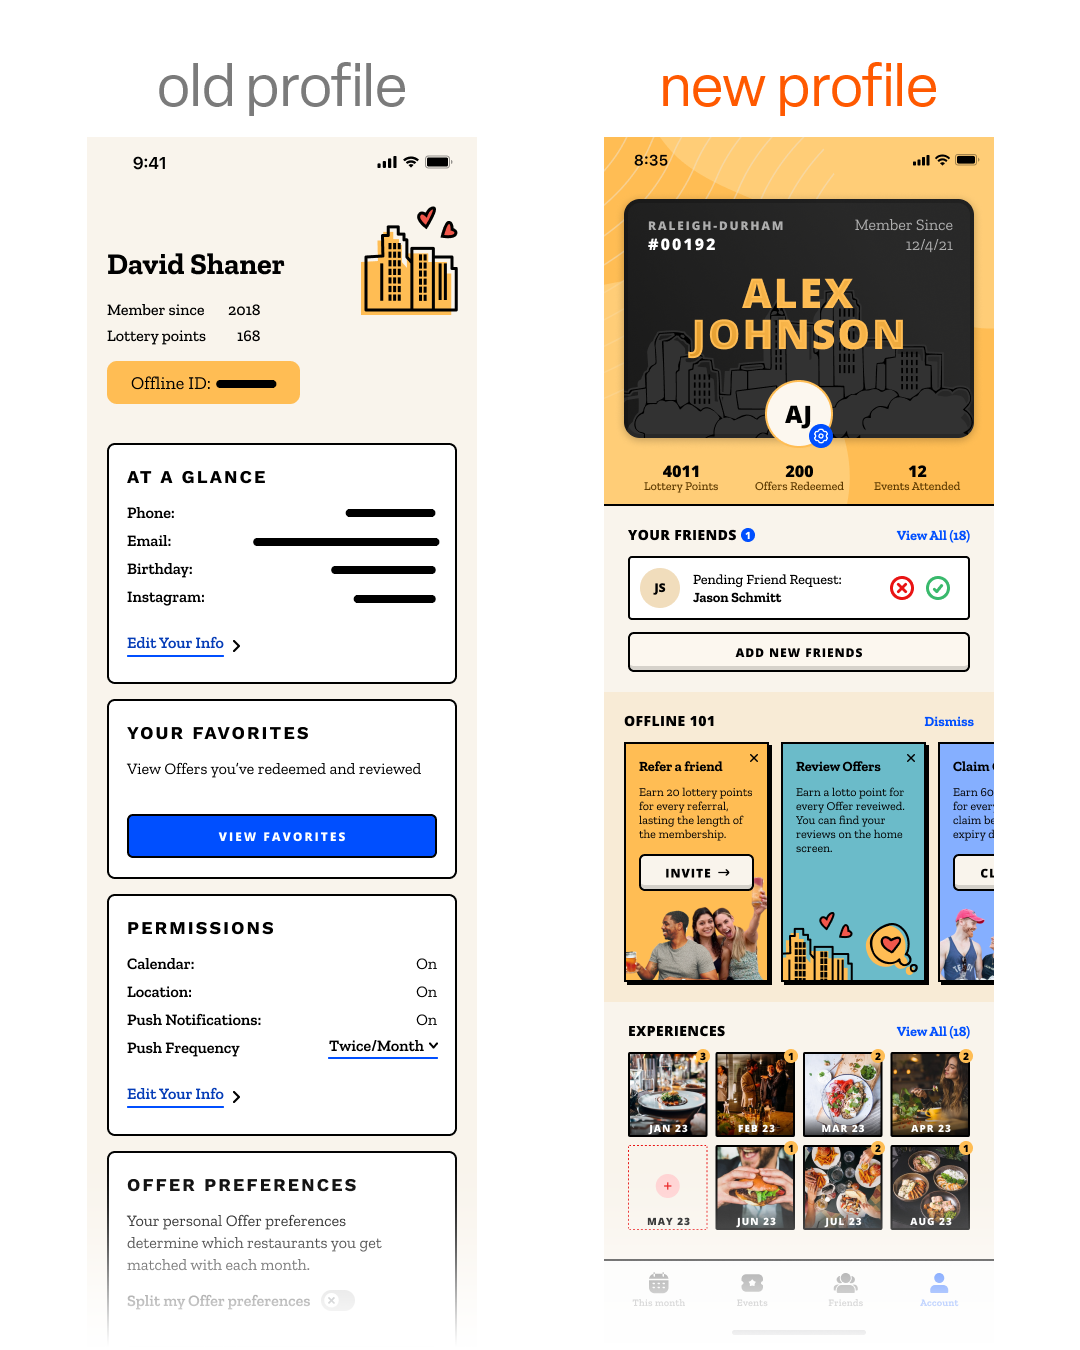 old profile
9:41
David Shaner
Member since 2018
Lottery points 168
Offline ID:
AT A GLANCE
Phone:
Email:
Birthday:
Instagram:
Edit Your Info
YOUR FAVORITES
View Offers you've redeemed and reviewed
VIEW FAVORITES
PERMISSIONS
Calendar: On
Location: On
Push Notifications: On
Push Frequency Twice/Month
Edit Your Info
OFFER PREFERENCES
Your personal Offer preferences
determine which restaurants you get
matched with each month.
Split my Offer preferences
new profile
8:35
RALEIGH-DURHAM
#00192
Member Since
12/4/21
ALEX
JOHNSON
AJ
4011
Lottery Points
200
Offers Redeemed
12
Events Attended
YOUR FRIENDS 1
View All (18)
JS
Pending Friend Request:
Jason Schmitt
ADD NEW FRIENDS
OFFLINE 101
Dismiss
Refer a friend
Earn 20 lottery points
for every referral,
lasting the length of
the membership.
INVITE →
Review Offers
Earn a lotto point for
every Offer reveiwed.
You can find your
reviews on the home
screen.
Claim
Earn 60
for ever
claim be
expiry d
CL
EXPERIENCES
View All (18)
3
JAN 23
1
FEB 23
2
MAR 23
2
APR 23
+
MAY 23
1
JUN 23
2
JUL 23
1
AUG 23
This month
Events
Friends
Account